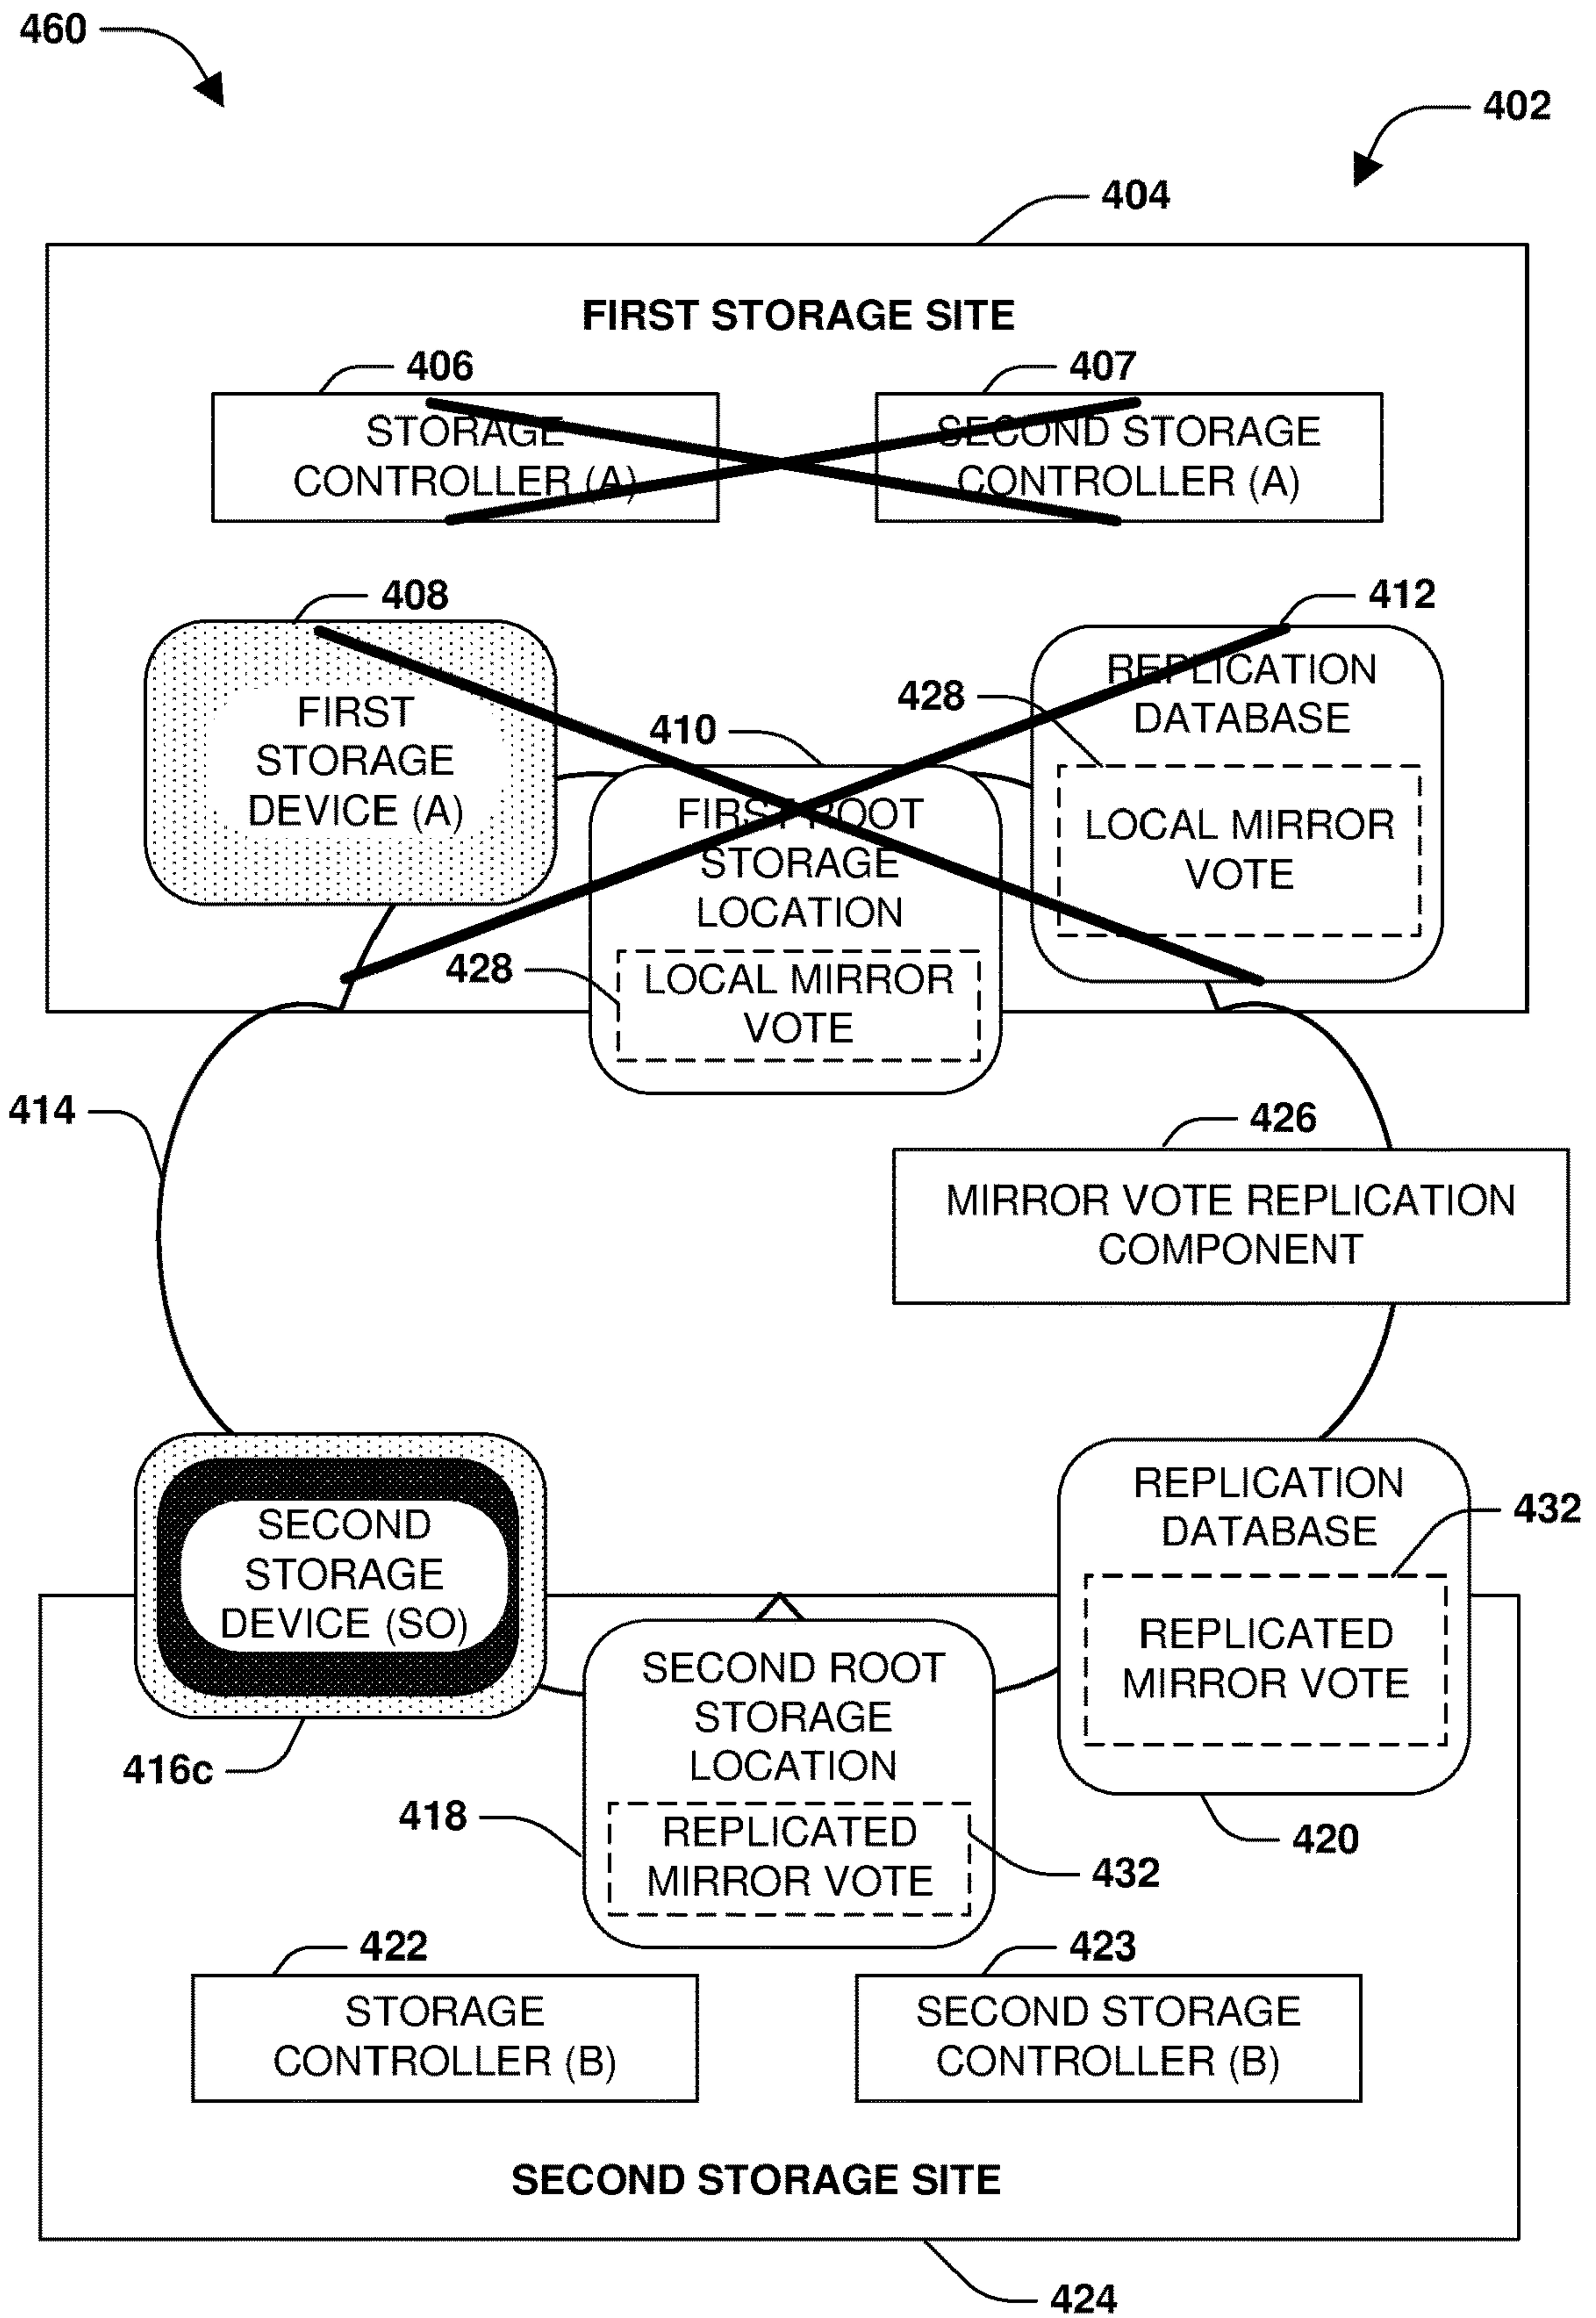 460
402
404
FIRST STORAGE SITE
406
407
STORAGE
CONTROLLER (A)
SECOND STORAGE
CONTROLLER (A)
408
412
FIRST
STORAGE
DEVICE (A)
410
428
REPLICATION
DATABASE
LOCAL MIRROR
VOTE
FIRST ROOT
STORAGE
LOCATION
428
LOCAL MIRROR
VOTE
414
426
MIRROR VOTE REPLICATION
COMPONENT
SECOND
STORAGE
DEVICE (SO)
REPLICATION
DATABASE
432
REPLICATED
MIRROR VOTE
416c
SECOND ROOT
STORAGE
LOCATION
418
REPLICATED
MIRROR VOTE
432
420
422
423
STORAGE
CONTROLLER (B)
SECOND STORAGE
CONTROLLER (B)
SECOND STORAGE SITE
424